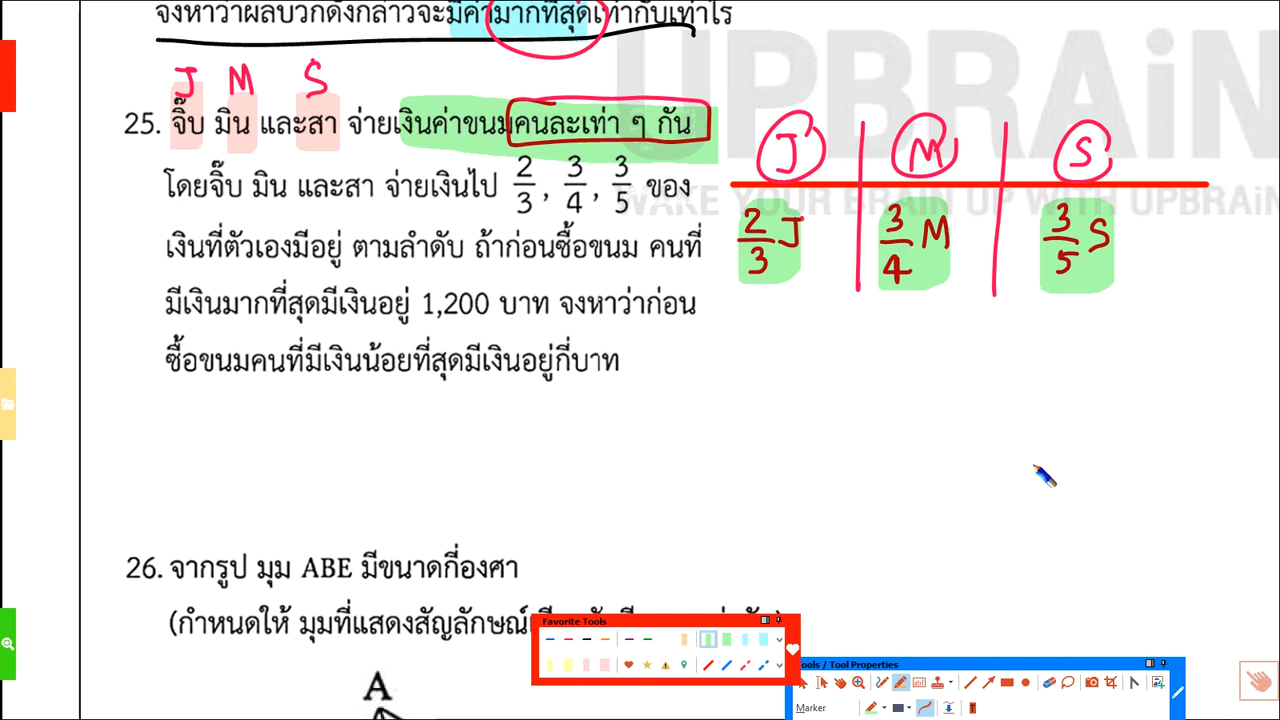 จงหาว่าผลบวกดังกล่าวจะมีค่ามากที่สุดเท่ากับเท่าไร
UPBRAiN
J M S
25. จิ๊บ มิน และสา จ่ายเงินค่าขนมคนละเท่า ๆ กัน
โดยจิ๊บ มิน และสา จ่ายเงินไป 2/3, 3/4, 3/5 ของ
เงินที่ตัวเองมีอยู่ ตามลำดับ ถ้าก่อนซื้อขนม คนที่
มีเงินมากที่สุดมีเงินอยู่ 1,200 บาท จงหาว่าก่อน
ซื้อขนมคนที่มีเงินน้อยที่สุดมีเงินอยู่กี่บาท
J M S
WAKE YOUR BRAIN UP WITH UPBRAiN
2/3 J 3/4 M 3/5 S
26. จากรูป มุม ABE มีขนาดกี่องศา
(กำหนดให้ มุมที่แสดงสัญลักษณ์
A
Favorite Tools
Tools / Tool Properties
Marker